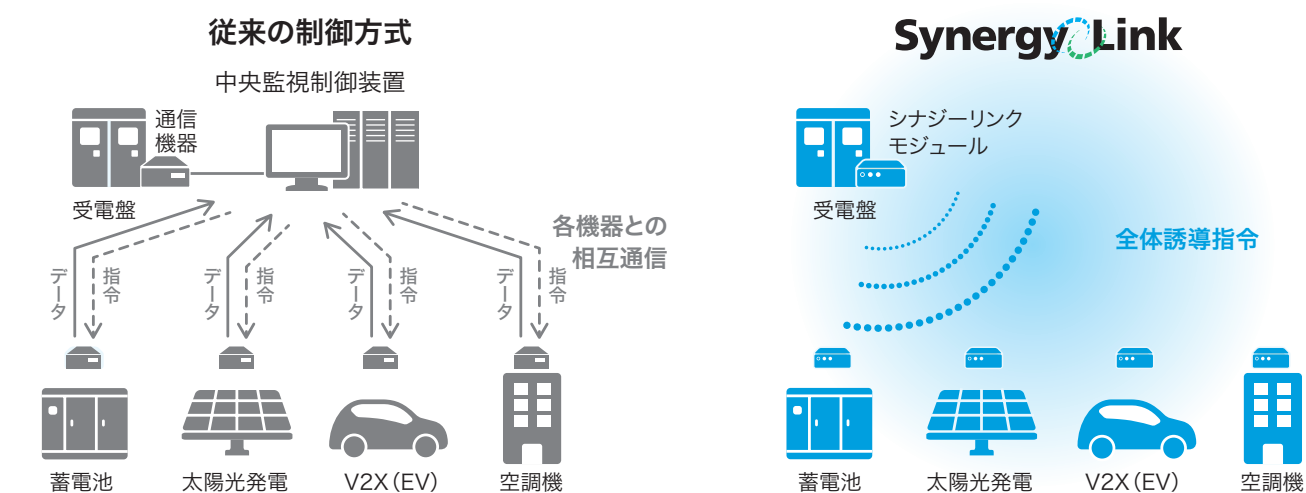 従来の制御方式
中央監視制御装置
通信
機器
受電盤
各機器との
相互通信
データ
指令
データ
指令
データ
指令
データ
指令
蓄電池
太陽光発電
V2X（EV）
空調機
Synergy Link
シナジーリンク
モジュール
受電盤
全体誘導指令
蓄電池
太陽光発電
V2X（EV）
空調機